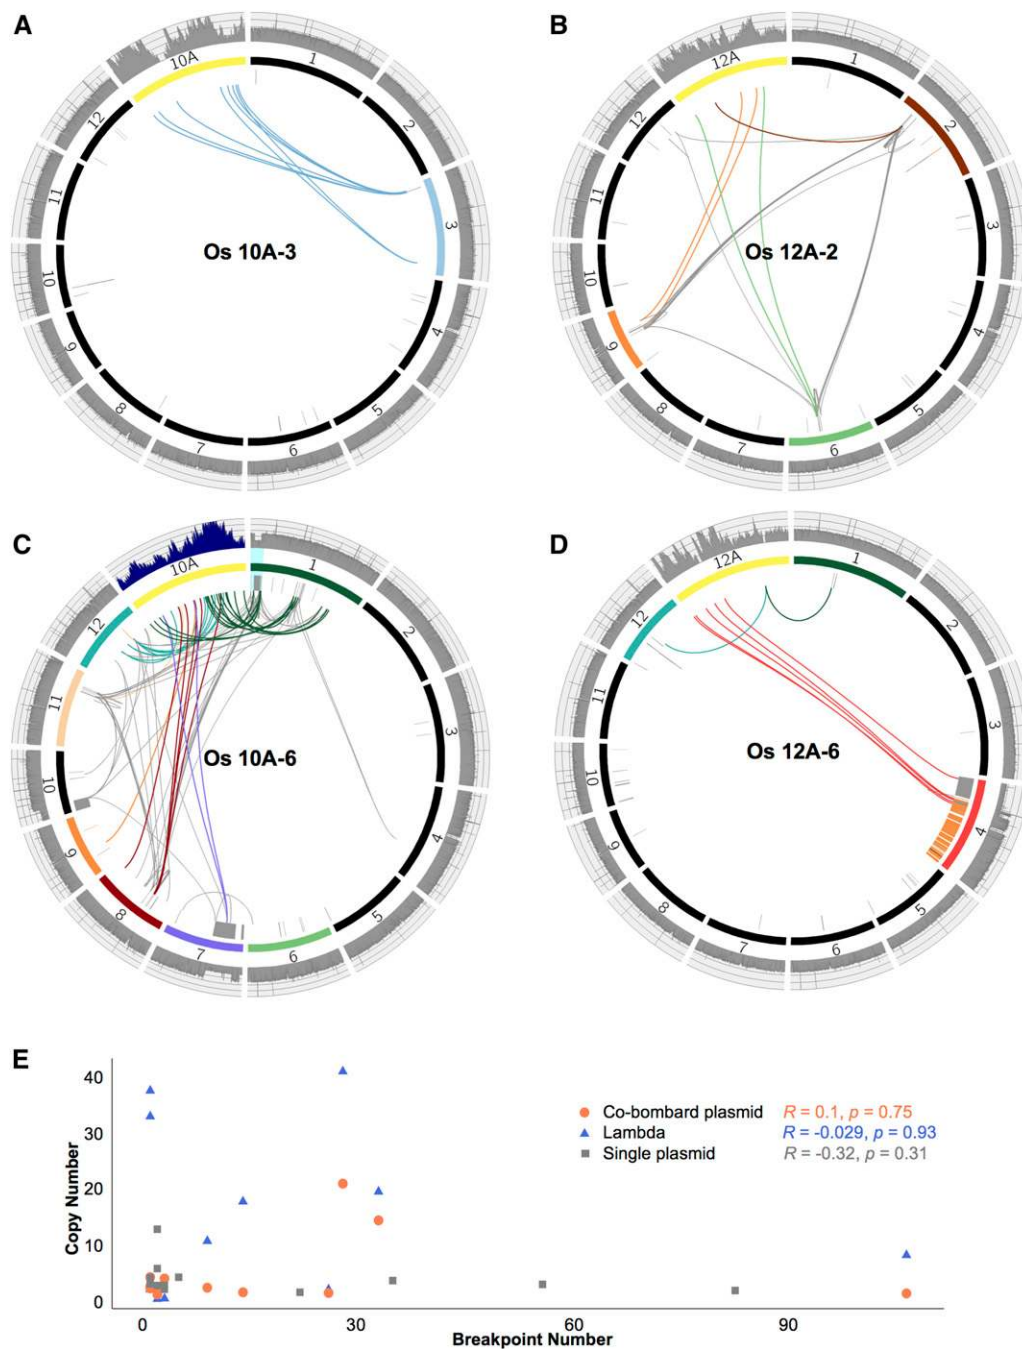 A
10A
1
2
3
4
5
6
7
8
9
10
11
12
Os 10A-3
B
12A
1
2
3
4
5
6
7
8
9
10
11
12
Os 12A-2
C
10A
1
2
3
4
5
6
7
8
9
10
11
12
Os 10A-6
D
12A
1
2
3
4
5
6
7
8
9
10
11
12
Os 12A-6
E
Copy Number
40
30
20
10
0
Co-bombard plasmid R = 0.1, p = 0.75
Lambda R = -0.029, p = 0.93
Single plasmid R = -0.32, p = 0.31
0 30 60 90
Breakpoint Number